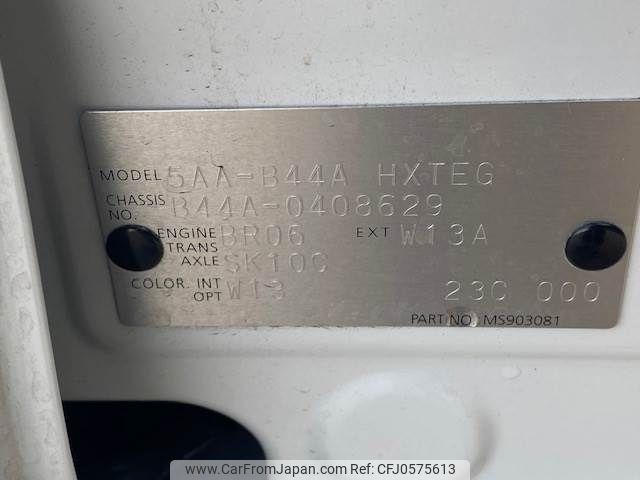 MODEL 5AA-B44A HXTEG
CHASSIS NO. B44A-0408629
ENGINE BR06 EXT W13A
TRANS AXLE SK10C
COLOR. INT W13
OPT 23C 000
PART NO. MS903081
www.CarFromJapan.com | Ref. No: CFJ0575613